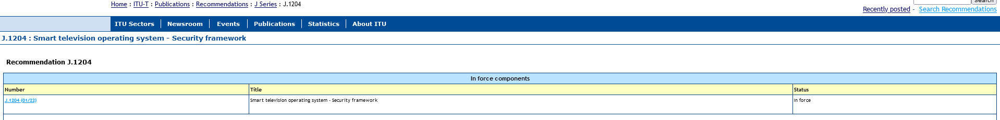 Home : ITU-T : Publications : Recommendations : J Series : J.1204
Search
Recently posted - Search Recommendations
ITU Sectors Newsroom Events Publications Statistics About ITU
J.1204 : Smart television operating system - Security framework
Recommendation J.1204
In force components
Number Title Status
J.1204 (01/22) Smart television operating system - Security framework In force